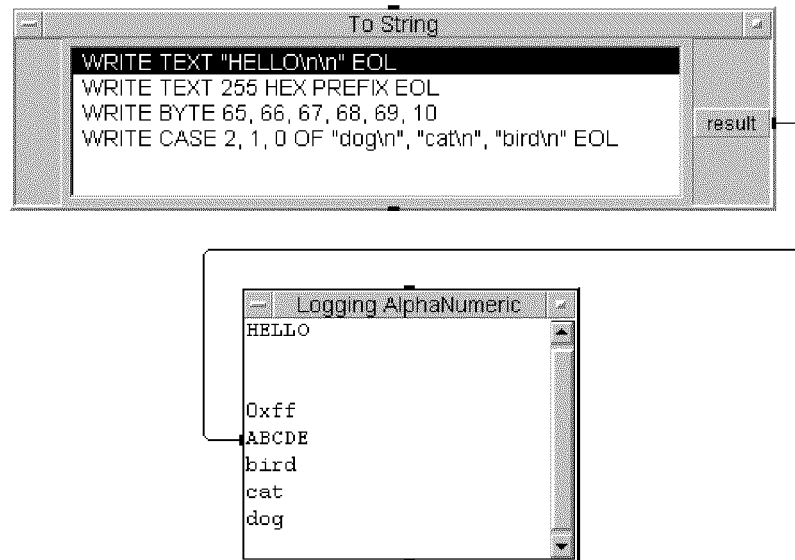 To String
WRITE TEXT "HELLO\n\n" EOL
WRITE TEXT 255 HEX PREFIX EOL
WRITE BYTE 65, 66, 67, 68, 69, 10
WRITE CASE 2, 1, 0 OF "dog\n", "cat\n", "bird\n" EOL
result
Logging AlphaNumeric
HELLO
0xff
ABCDE
bird
cat
dog